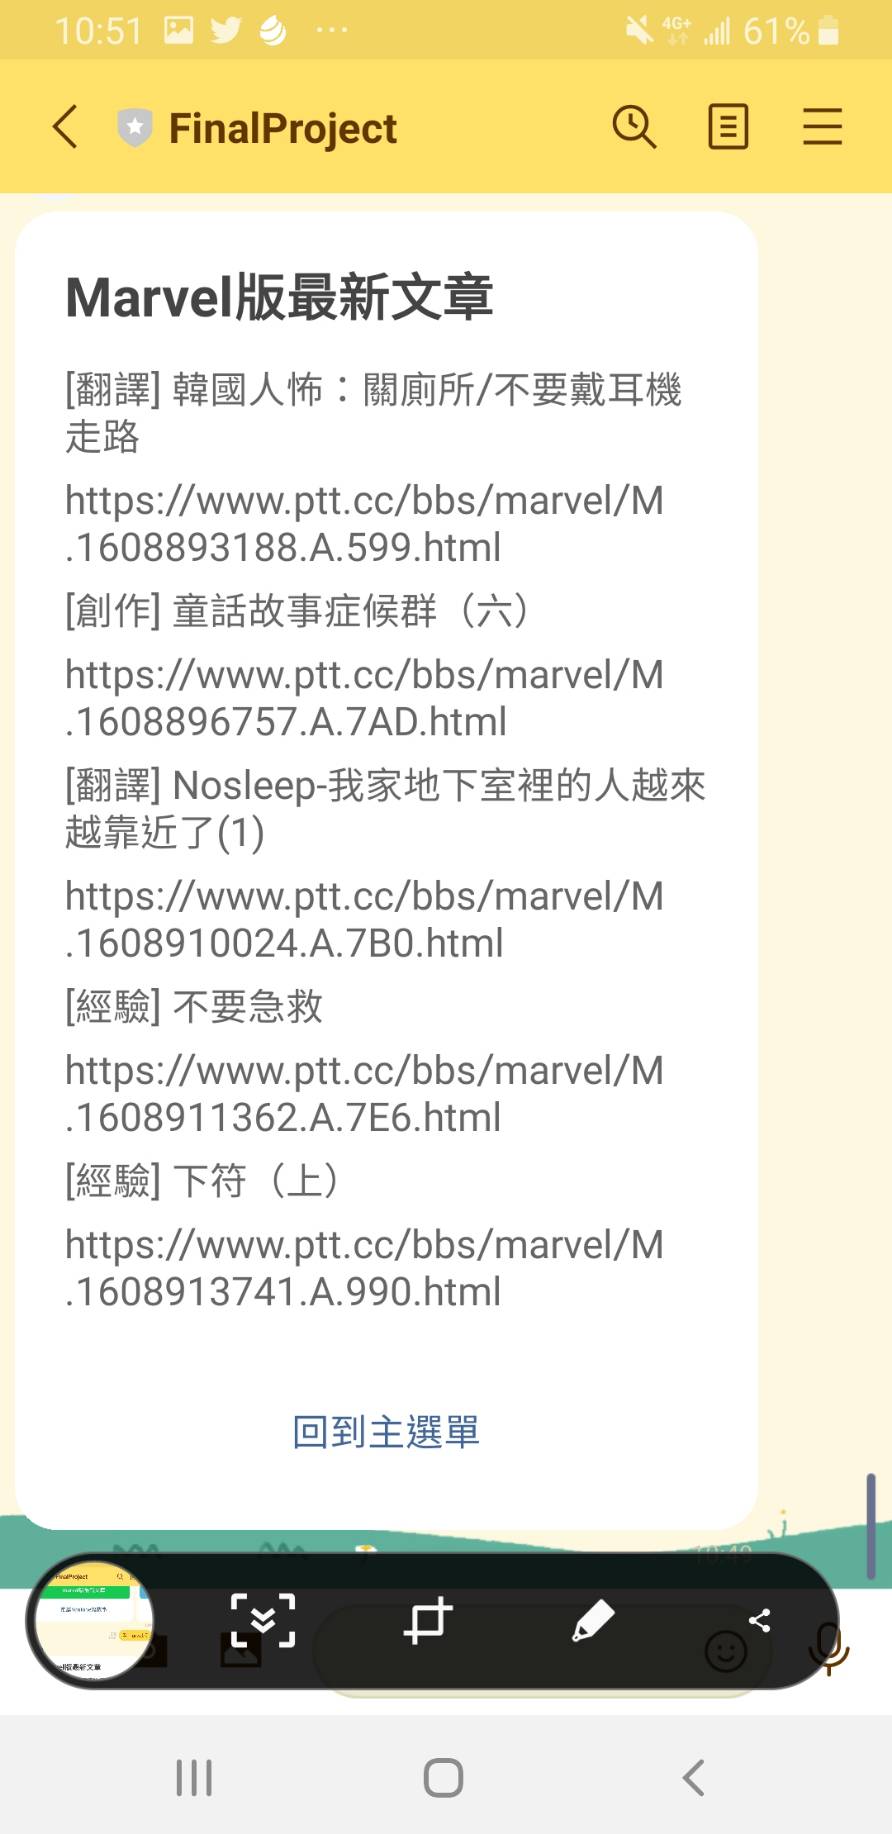 10:51
4G+
61%
FinalProject
Marvel版最新文章
[翻譯] 韓國人怖：關廁所/不要戴耳機
走路
https://www.ptt.cc/bbs/marvel/M
.1608893188.A.599.html
[創作] 童話故事症候群（六）
https://www.ptt.cc/bbs/marvel/M
.1608896757.A.7AD.html
[翻譯] Nosleep-我家地下室裡的人越來
越靠近了(1)
https://www.ptt.cc/bbs/marvel/M
.1608910024.A.7B0.html
[經驗] 不要急救
https://www.ptt.cc/bbs/marvel/M
.1608911362.A.7E6.html
[經驗] 下符（上）
https://www.ptt.cc/bbs/marvel/M
.1608913741.A.990.html
回到主選單
10:49
FinalProject